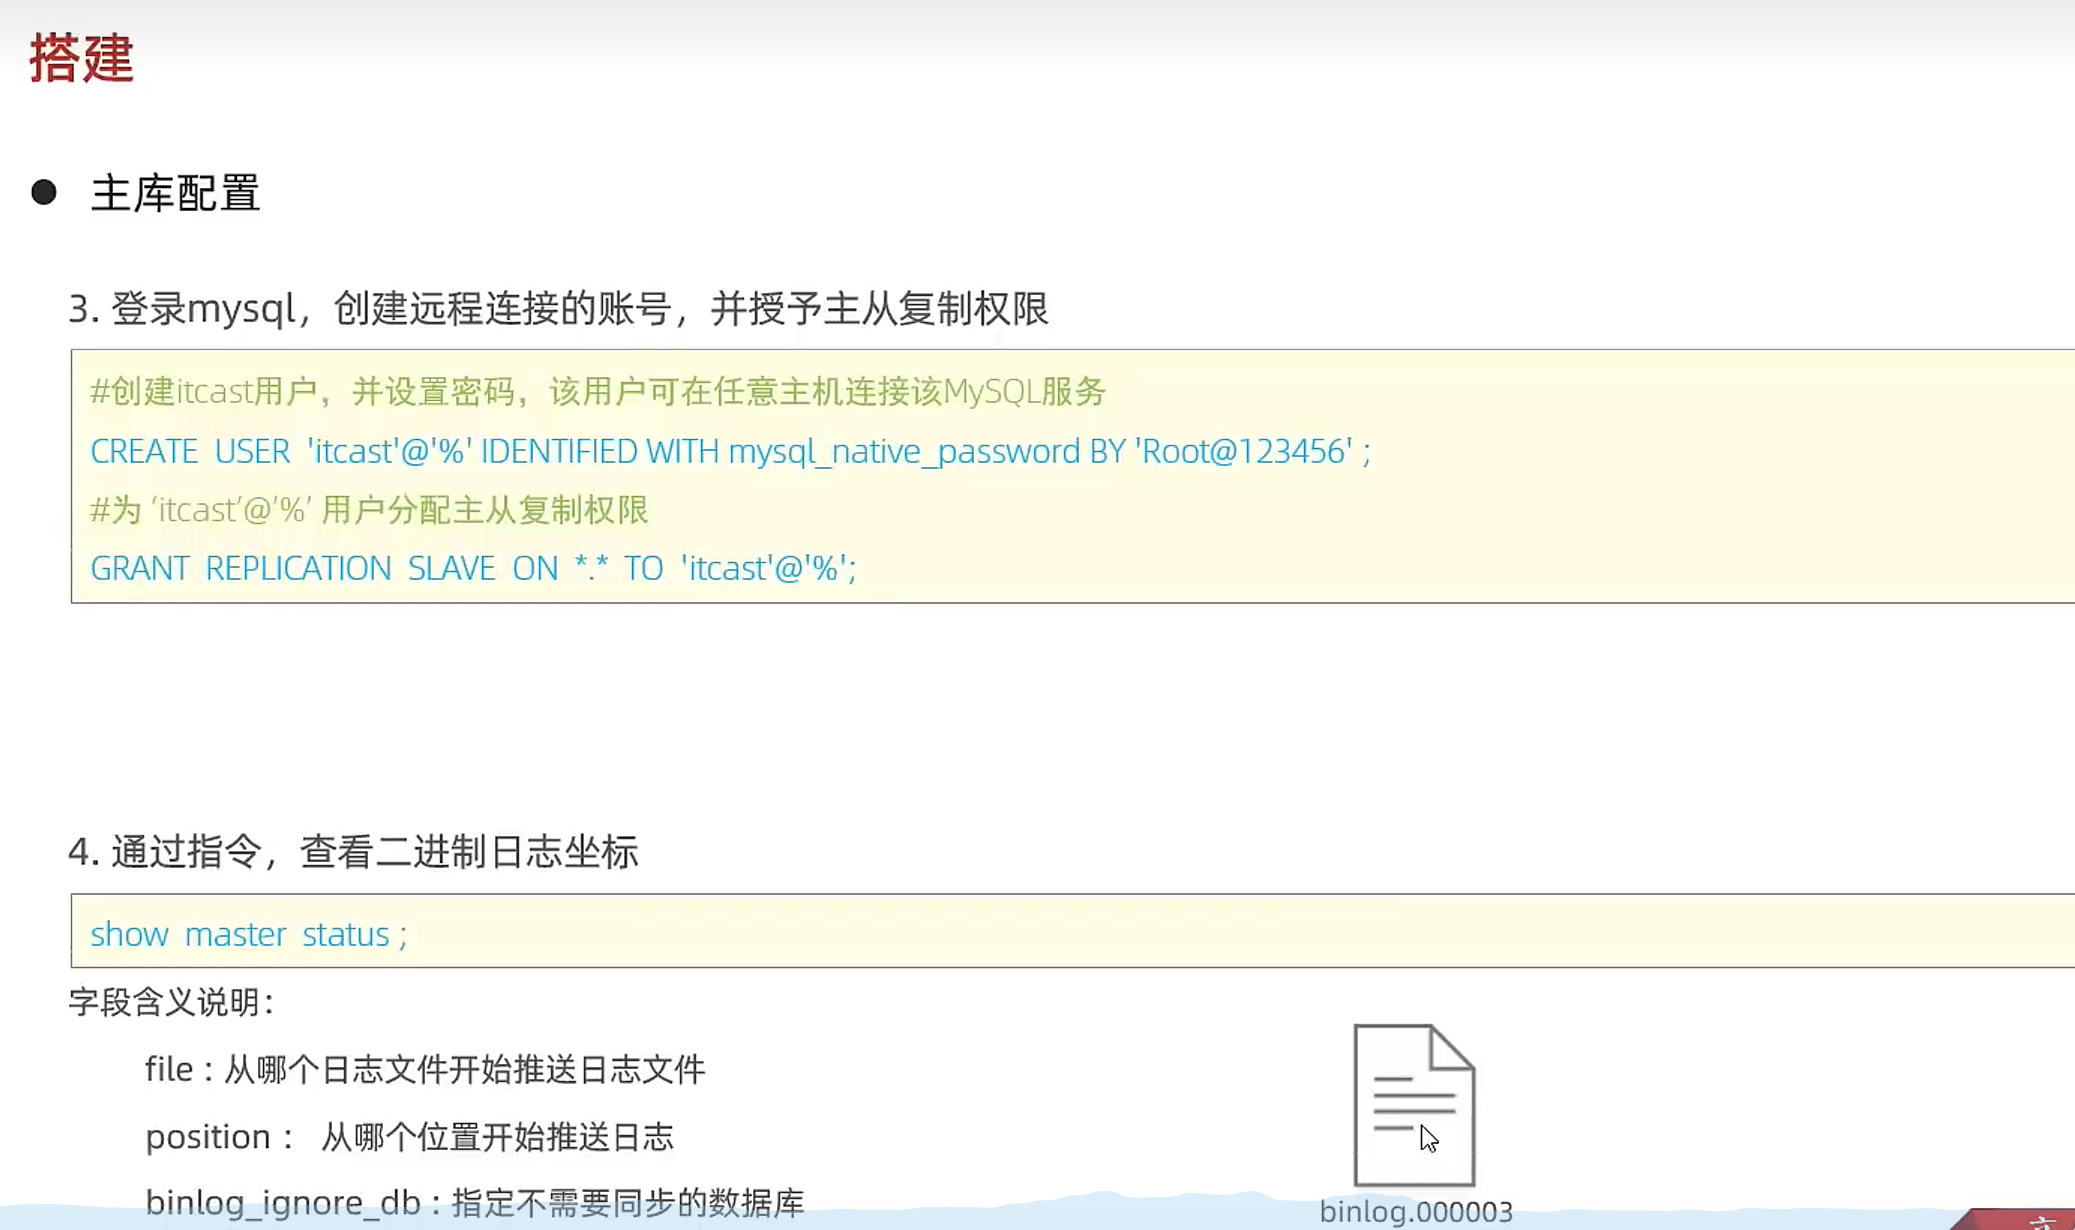 搭建
● 主库配置
3. 登录mysql，创建远程连接的账号，并授予主从复制权限
#创建itcast用户，并设置密码，该用户可在任意主机连接该MySQL服务
CREATE USER 'itcast'@'%' IDENTIFIED WITH mysql_native_password BY 'Root@123456' ;
#为 'itcast'@'%' 用户分配主从复制权限
GRANT REPLICATION SLAVE ON *.* TO 'itcast'@'%';
4. 通过指令，查看二进制日志坐标
show master status ;
字段含义说明：
file : 从哪个日志文件开始推送日志文件
position ： 从哪个位置开始推送日志
binlog_ignore_db : 指定不需要同步的数据库
binlog.000003